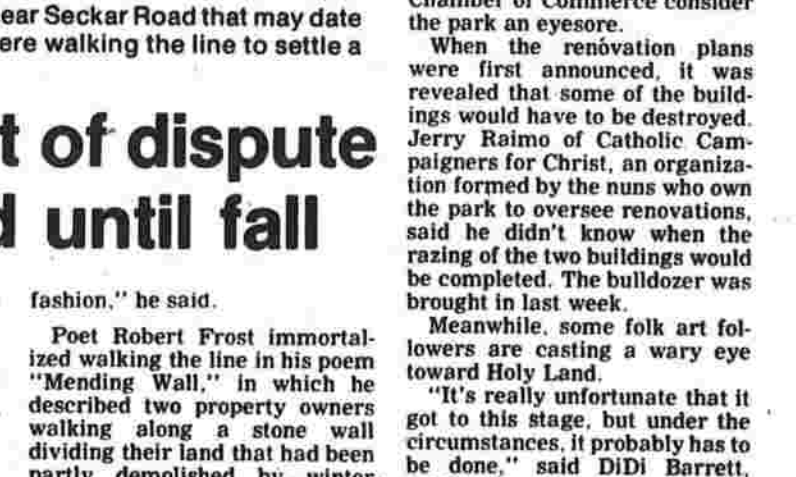 ear Seckar Road that may date
ere walking the line to settle a
t of dispute
d until fall
fashion," he said.
Poet Robert Frost immortal-
ized walking the line in his poem
"Mending Wall," in which he
described two property owners
walking along a stone wall
dividing their land that had been
partly demolished by winter
Chamber of Commerce consider
the park an eyesore.
When the renovation plans
were first announced, it was
revealed that some of the build-
ings would have to be destroyed.
Jerry Raimo of Catholic Cam-
paigners for Christ, an organiza-
tion formed by the nuns who own
the park to oversee renovations,
said he didn't know when the
razing of the two buildings would
be completed. The bulldozer was
brought in last week.
Meanwhile, some folk art fol-
lowers are casting a wary eye
toward Holy Land.
"It's really unfortunate that it
got to this stage, but under the
circumstances, it probably has to
be done," said DiDi Barrett,